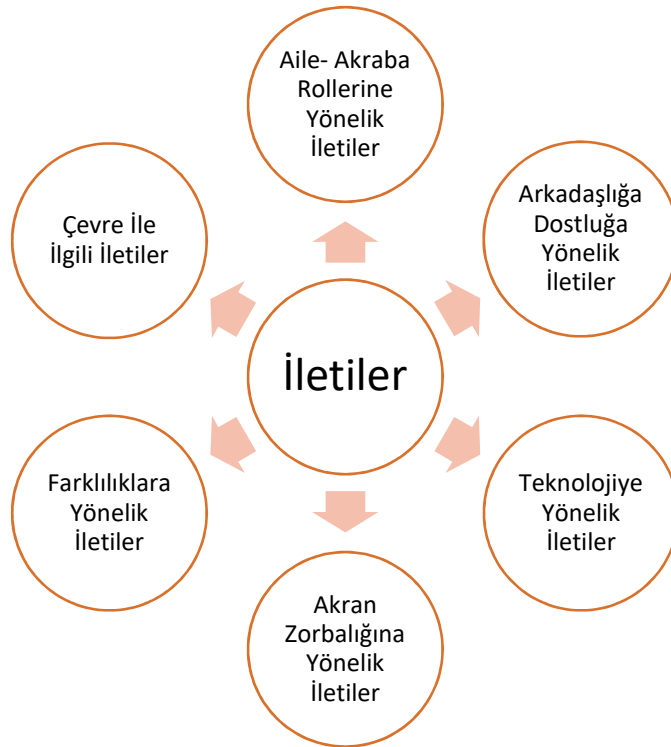 Aile- Akraba
Rollerine
Yönelik
İletiler
Arkadaşlığa
Dostluğa
Yönelik
İletiler
Teknolojiye
Yönelik
İletiler
Akran
Zorbalığına
Yönelik
İletiler
Farklılıklara
Yönelik
İletiler
Çevre İle
İlgili İletiler
İletiler